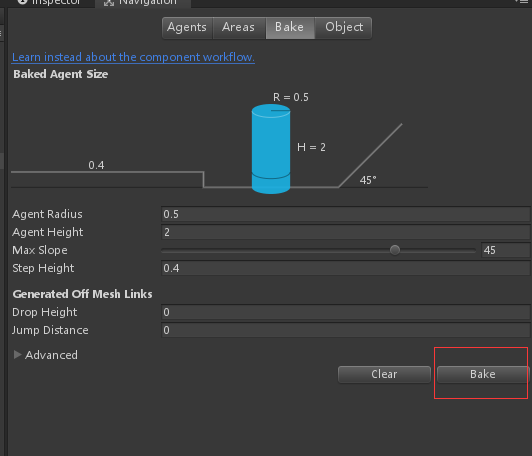 Inspector Navigation
Agents Areas Bake Object
Learn instead about the component workflow.
Baked Agent Size
R = 0.5
H = 2
0.4
45°
Agent Radius 0.5
Agent Height 2
Max Slope 45
Step Height 0.4
Generated Off Mesh Links
Drop Height 0
Jump Distance 0
Advanced
Clear Bake